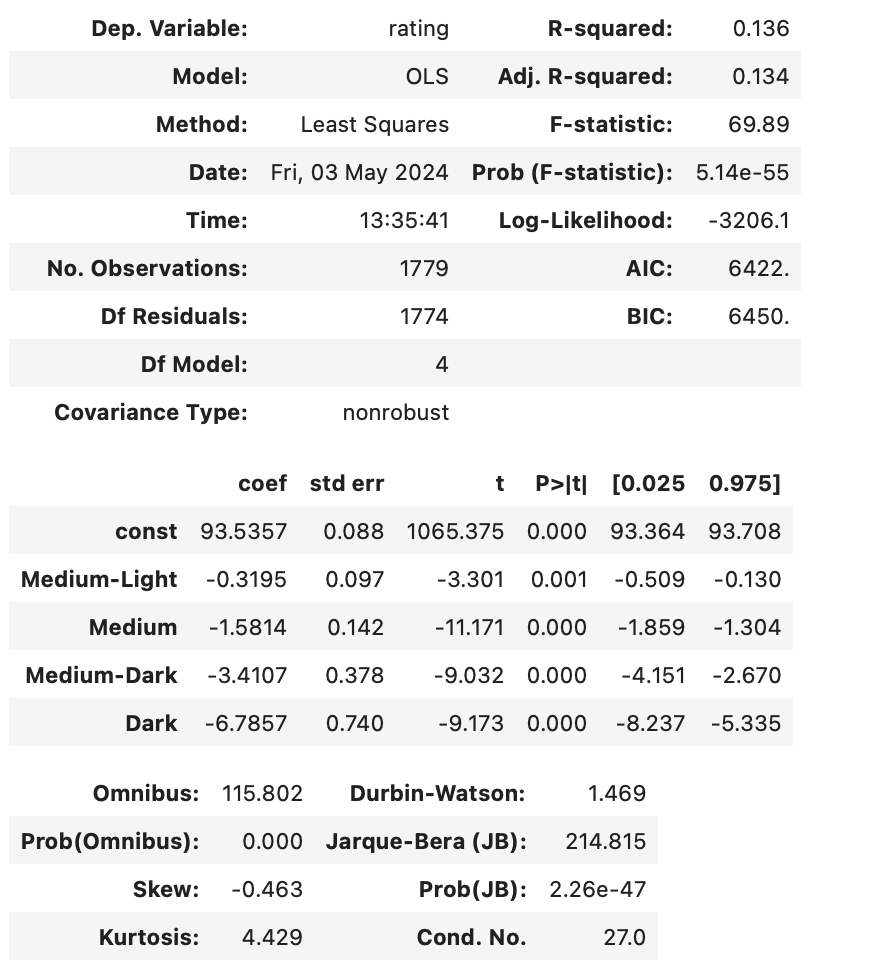 Dep. Variable: rating R-squared: 0.136
Model: OLS Adj. R-squared: 0.134
Method: Least Squares F-statistic: 69.89
Date: Fri, 03 May 2024 Prob (F-statistic): 5.14e-55
Time: 13:35:41 Log-Likelihood: -3206.1
No. Observations: 1779 AIC: 6422.
Df Residuals: 1774 BIC: 6450.
Df Model: 4
Covariance Type: nonrobust
coef std err t P>|t| [0.025 0.975]
const 93.5357 0.088 1065.375 0.000 93.364 93.708
Medium-Light -0.3195 0.097 -3.301 0.001 -0.509 -0.130
Medium -1.5814 0.142 -11.171 0.000 -1.859 -1.304
Medium-Dark -3.4107 0.378 -9.032 0.000 -4.151 -2.670
Dark -6.7857 0.740 -9.173 0.000 -8.237 -5.335
Omnibus: 115.802 Durbin-Watson: 1.469
Prob(Omnibus): 0.000 Jarque-Bera (JB): 214.815
Skew: -0.463 Prob(JB): 2.26e-47
Kurtosis: 4.429 Cond. No. 27.0